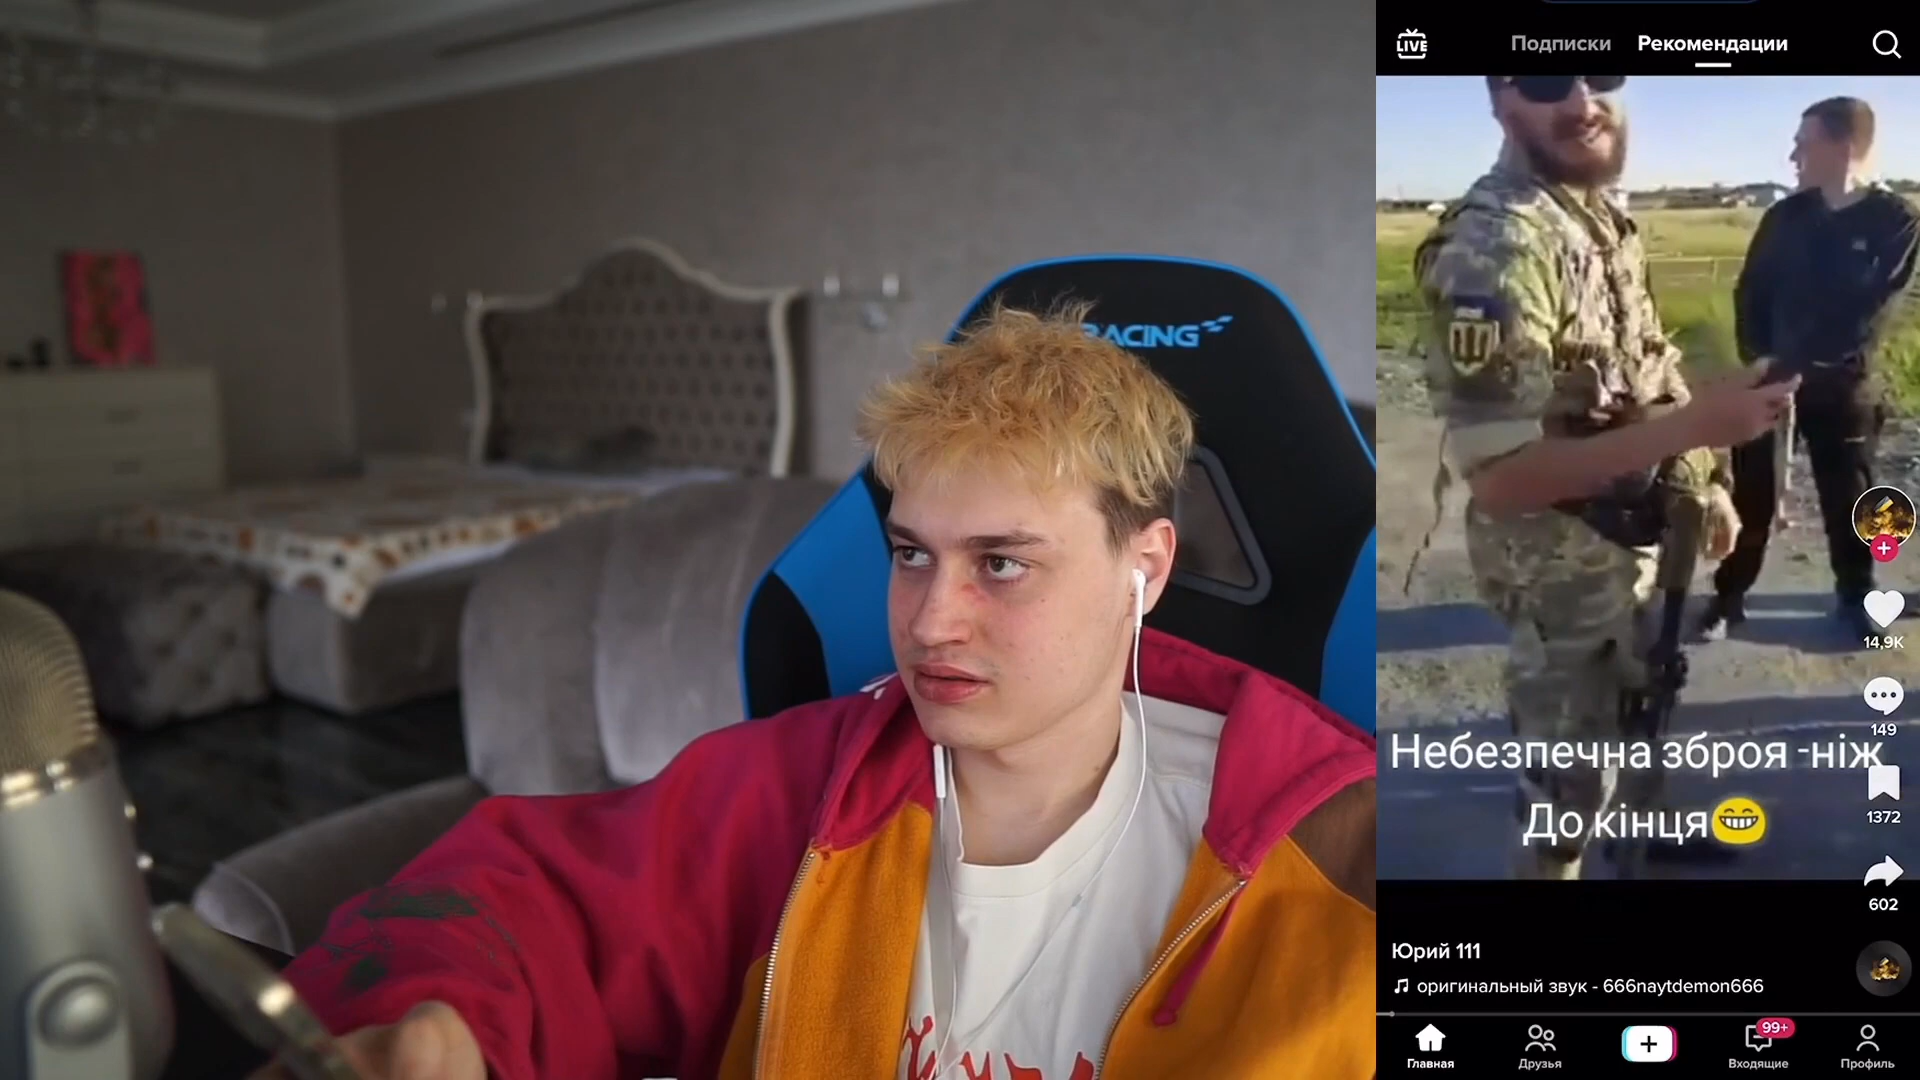 RACING
LIVE
Подписки Рекомендации
14,9K
149
Небезпечна зброя -ніж
До кінця😁
1372
602
Юрий 111
оригинальный звук - 666naytdemon666
99+
Главная Друзья Входящие Профиль